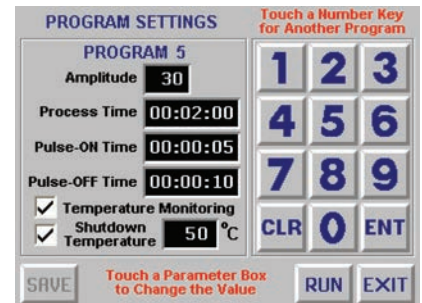 PROGRAM SETTINGS
Touch a Number Key
for Another Program
PROGRAM 5
Amplitude 30
Process Time 00:02:00
Pulse-ON Time 00:00:05
Pulse-OFF Time 00:00:10
Temperature Monitoring
Shutdown
Temperature 50 °C
1 2 3
4 5 6
7 8 9
CLR 0 ENT
SAVE
Touch a Parameter Box
to Change the Value
RUN EXIT